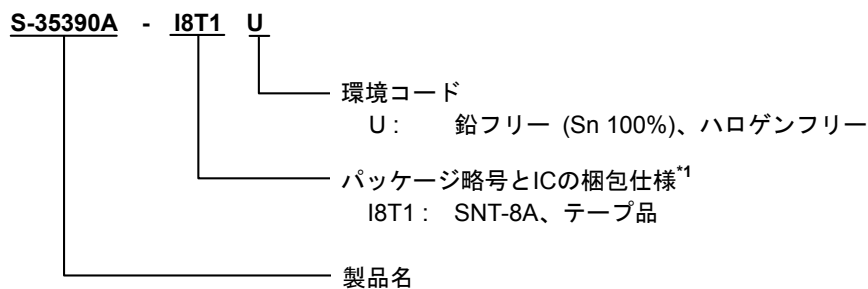 S-35390A - I8T1 U
環境コード
U : 鉛フリー (Sn 100%)、ハロゲンフリー
パッケージ略号とICの梱包仕様*1
I8T1 : SNT-8A、テープ品
製品名